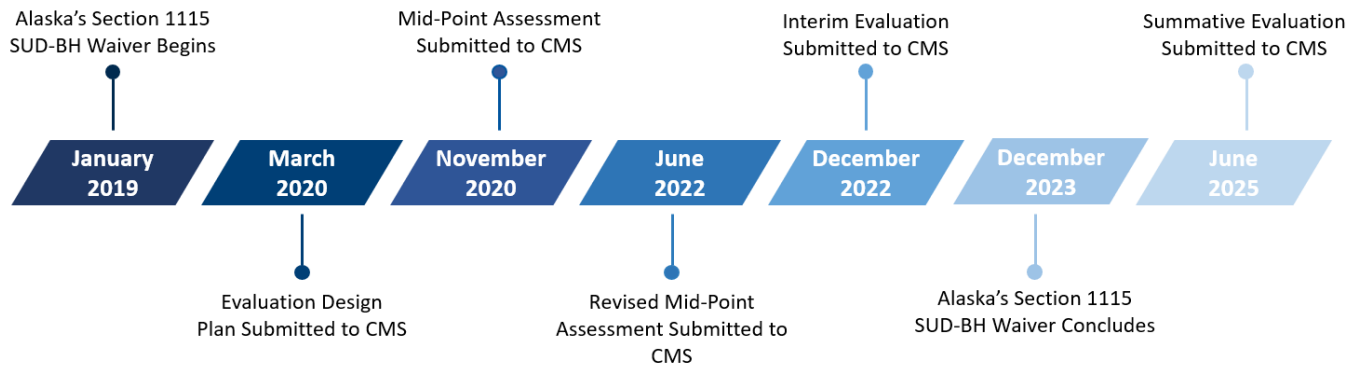 Alaska's Section 1115
SUD-BH Waiver Begins
Mid-Point Assessment
Submitted to CMS
Interim Evaluation
Submitted to CMS
Summative Evaluation
Submitted to CMS
January
2019
March
2020
November
2020
June
2022
December
2022
December
2023
June
2025
Evaluation Design
Plan Submitted to CMS
Revised Mid-Point
Assessment Submitted to
CMS
Alaska's Section 1115
SUD-BH Waiver Concludes